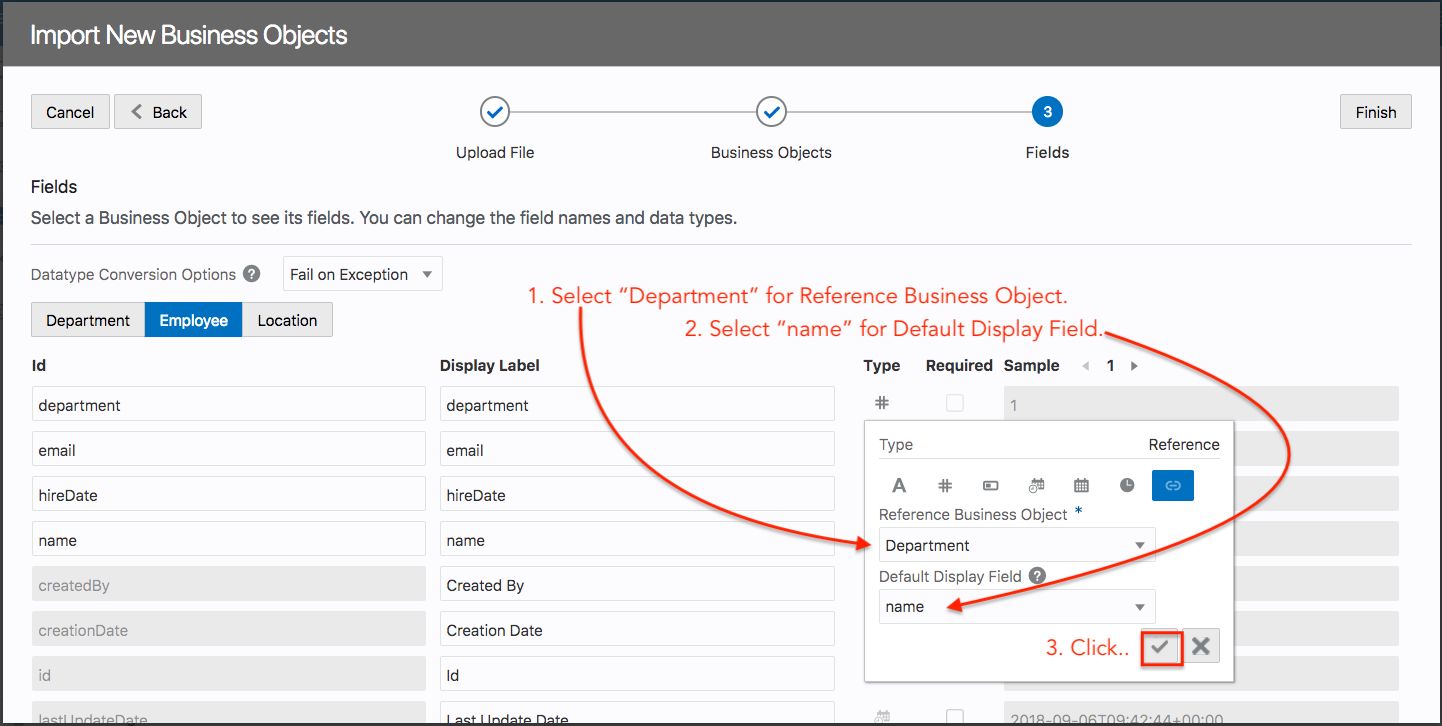 Import New Business Objects
Cancel
Back
3
Finish
Upload File
Business Objects
Fields
Fields
Select a Business Object to see its fields. You can change the field names and data types.
Datatype Conversion Options ?
Fail on Exception
1. Select “Department” for Reference Business Object.
Department
Employee
Location
2. Select “name” for Default Display Field.
Id
Display Label
Type
Required
Sample
1
department
department
#
1
email
email
Type
Reference
hireDate
hireDate
A
#
Reference Business Object *
name
name
Department
createdBy
Created By
Default Display Field ?
name
creationDate
Creation Date
3. Click..
id
Id
lastUpdateDate
Last Update Date
2018-09-06T09:42:44+00:00